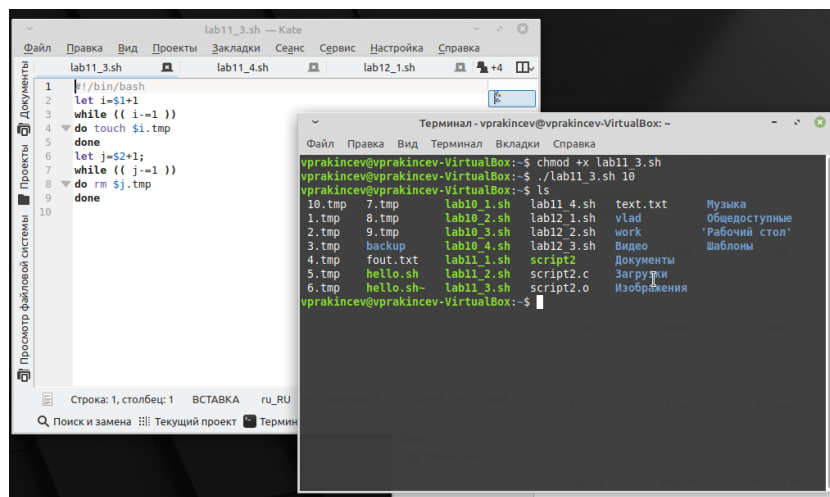 lab11_3.sh — Kate
Файл Правка Вид Проекты Закладки Сеанс Сервис Настройка Справка
lab11_3.sh lab11_4.sh lab12_1.sh +4
Документы
Проекты
Просмотр файловой системы
1 #!/bin/bash
2 let i=$1+1
3 while (( i-=1 ))
4 do touch $i.tmp
5 done
6 let j=$2+1;
7 while (( j-=1 ))
8 do rm $j.tmp
9 done
10
Строка: 1, столбец: 1 ВСТАВКА ru_RU
Поиск и замена Текущий проект Термин
Терминал - vprakincev@vprakincev-VirtualBox: ~
Файл Правка Вид Терминал Вкладки Справка
vprakincev@vprakincev-VirtualBox:~$ chmod +x lab11_3.sh
vprakincev@vprakincev-VirtualBox:~$ ./lab11_3.sh 10
vprakincev@vprakincev-VirtualBox:~$ ls
10.tmp 7.tmp lab10_1.sh lab11_4.sh text.txt Музыка
1.tmp 8.tmp lab10_2.sh lab12_1.sh vlad Общедоступные
2.tmp 9.tmp lab10_3.sh lab12_2.sh work 'Рабочий стол'
3.tmp backup lab10_4.sh lab12_3.sh Видео Шаблоны
4.tmp fout.txt lab11_1.sh script2 Документы
5.tmp hello.sh lab11_2.sh script2.c Загрузки
6.tmp hello.sh~ lab11_3.sh script2.o Изображения
vprakincev@vprakincev-VirtualBox:~$